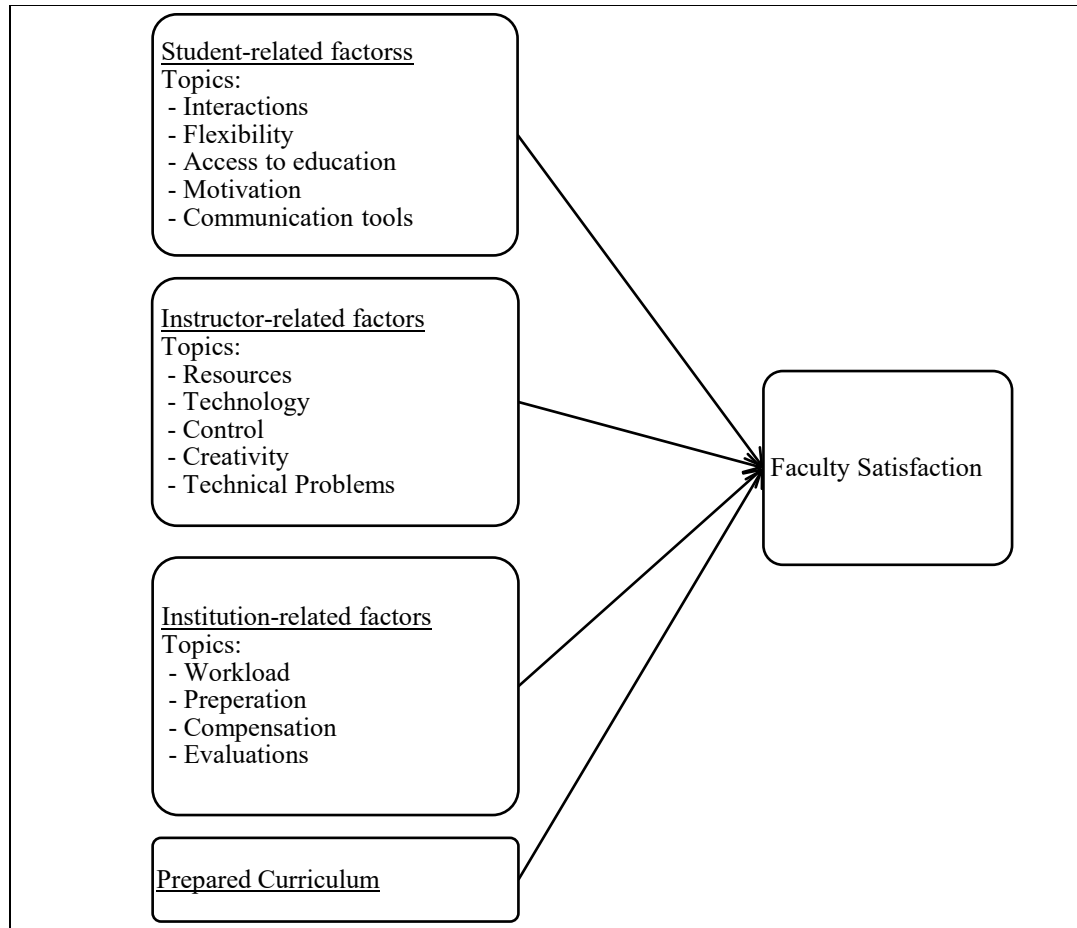 Student-related factorss
Topics:
- Interactions
- Flexibility
- Access to education
- Motivation
- Communication tools
Instructor-related factors
Topics:
- Resources
- Technology
- Control
- Creativity
- Technical Problems
Institution-related factors
Topics:
- Workload
- Preperation
- Compensation
- Evaluations
Prepared Curriculum
Faculty Satisfaction